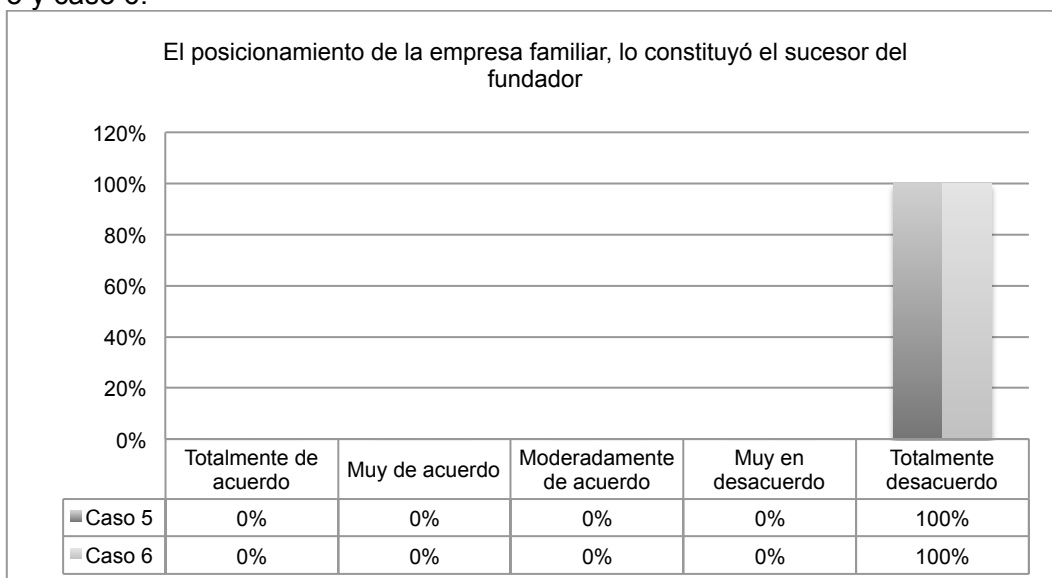 5 y caso 6.
El posicionamiento de la empresa familiar, lo constituyó el sucesor del
fundador
120%
100%
80%
60%
40%
20%
0%
Totalmente de acuerdo Muy de acuerdo Moderadamente de acuerdo Muy en desacuerdo Totalmente desacuerdo
Caso 5 0% 0% 0% 0% 100%
Caso 6 0% 0% 0% 0% 100%